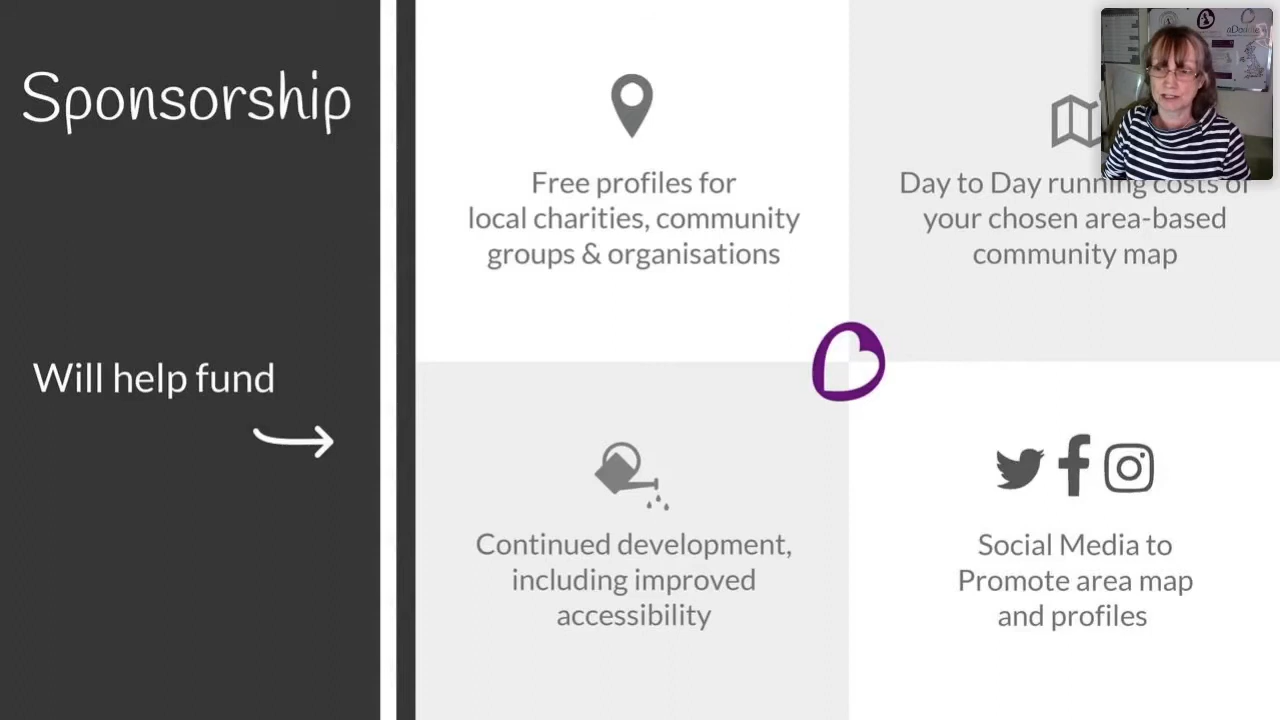 Sponsorship
Will help fund
Free profiles for
local charities, community
groups & organisations
Day to Day running costs of
your chosen area-based
community map
Continued development,
including improved
accessibility
Social Media to
Promote area map
and profiles